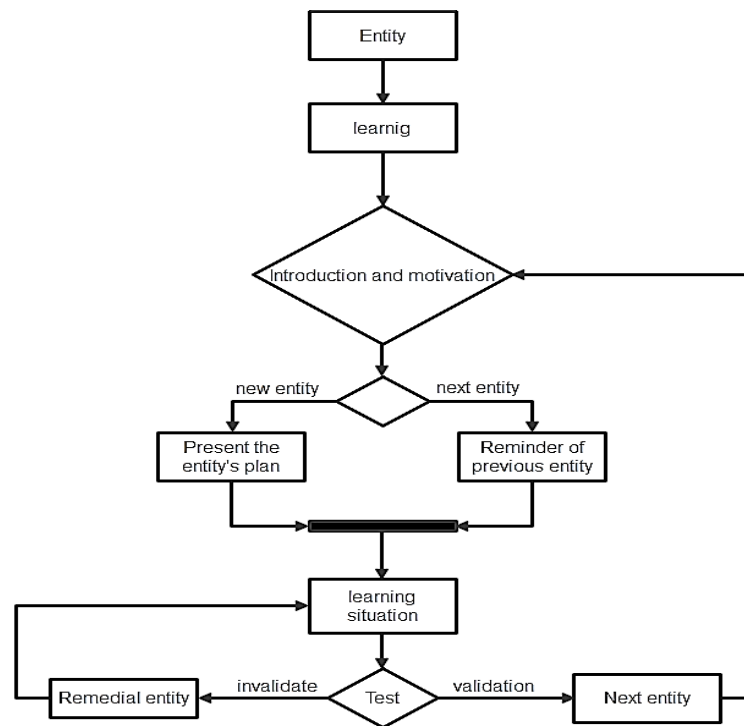 Entity
learnig
Introduction and motivation
new entity
next entity
Present the
entity's plan
Reminder of
previous entity
learning
situation
Remedial entity
invalidate
Test
validation
Next entity